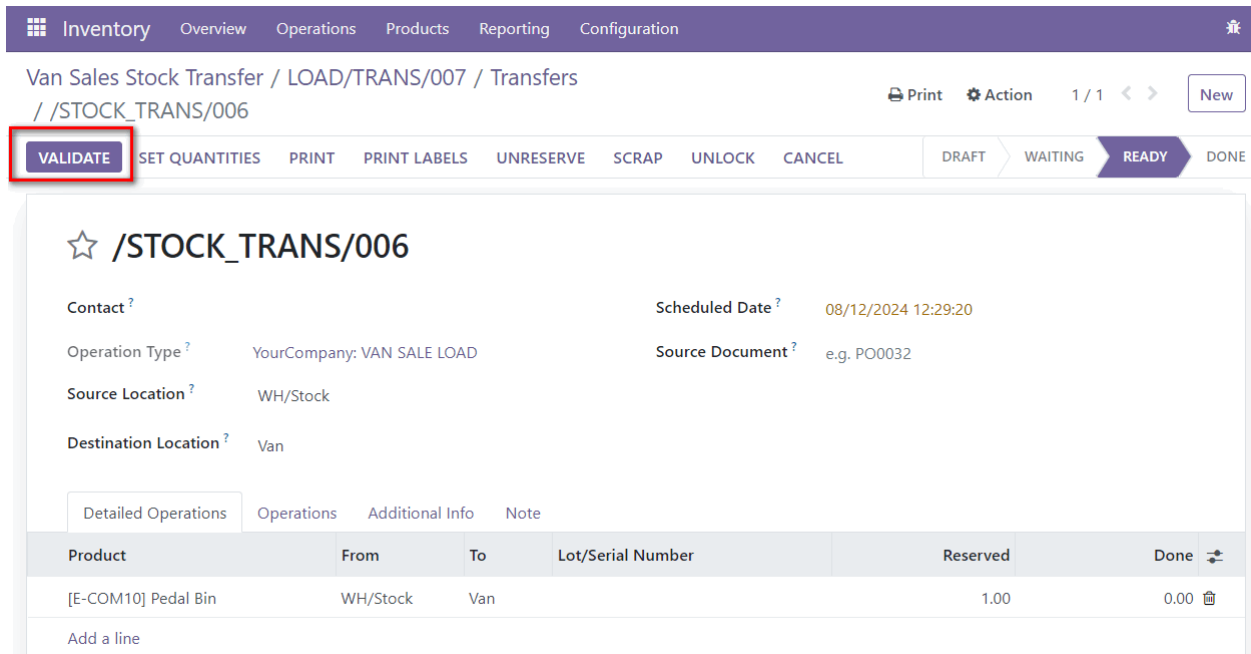 Inventory Overview Operations Products Reporting Configuration
Van Sales Stock Transfer / LOAD/TRANS/007 / Transfers
/ /STOCK_TRANS/006
Print Action 1 / 1 New
VALIDATE SET QUANTITIES PRINT PRINT LABELS UNRESERVE SCRAP UNLOCK CANCEL DRAFT WAITING READY DONE
/STOCK_TRANS/006
Contact ? Scheduled Date ? 08/12/2024 12:29:20
Operation Type ? YourCompany: VAN SALE LOAD Source Document ? e.g. PO0032
Source Location ? WH/Stock
Destination Location ? Van
Detailed Operations Operations Additional Info Note
Product From To Lot/Serial Number Reserved Done
[E-COM10] Pedal Bin WH/Stock Van 1.00 0.00
Add a line